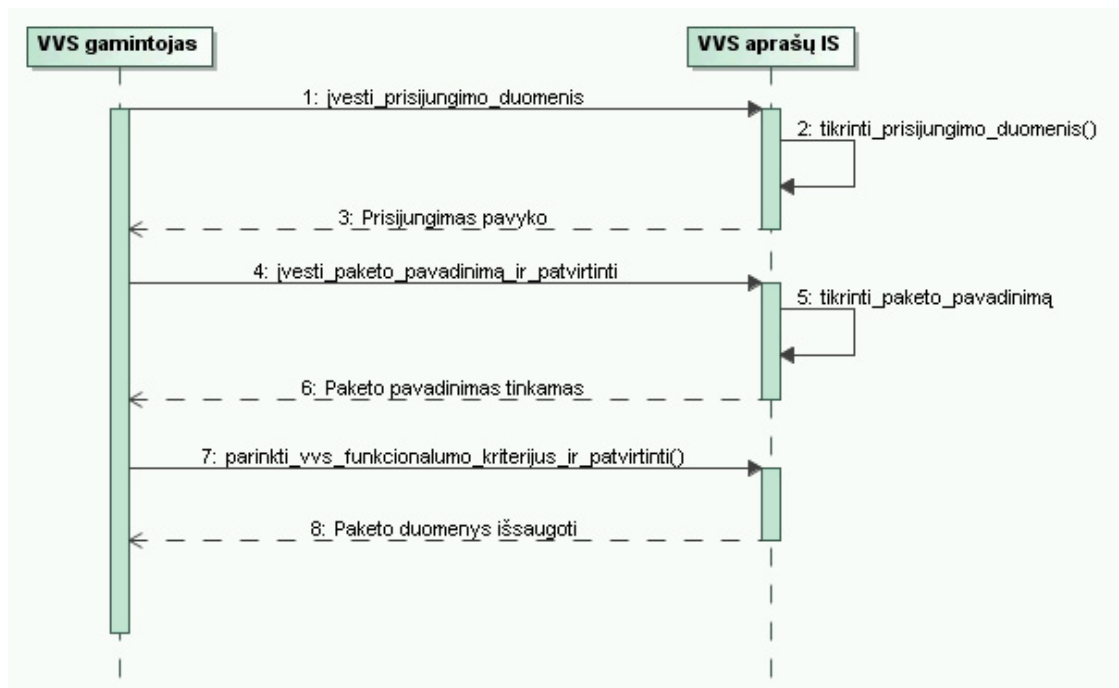 VVS gamintojas
VVS aprašų IS
1: įvesti_prisijungimo_duomenis
2: tikrinti_prisijungimo_duomenis()
3: Prisijungimas pavyko
4: įvesti_paketo_pavadinimą_ir_patvirtinti
5: tikrinti_paketo_pavadinimą
6: Paketo pavadinimas tinkamas
7: parinkti_vvs_funkcionalumo_kriterijus_ir_patvirtinti()
8: Paketo duomenys išsaugoti